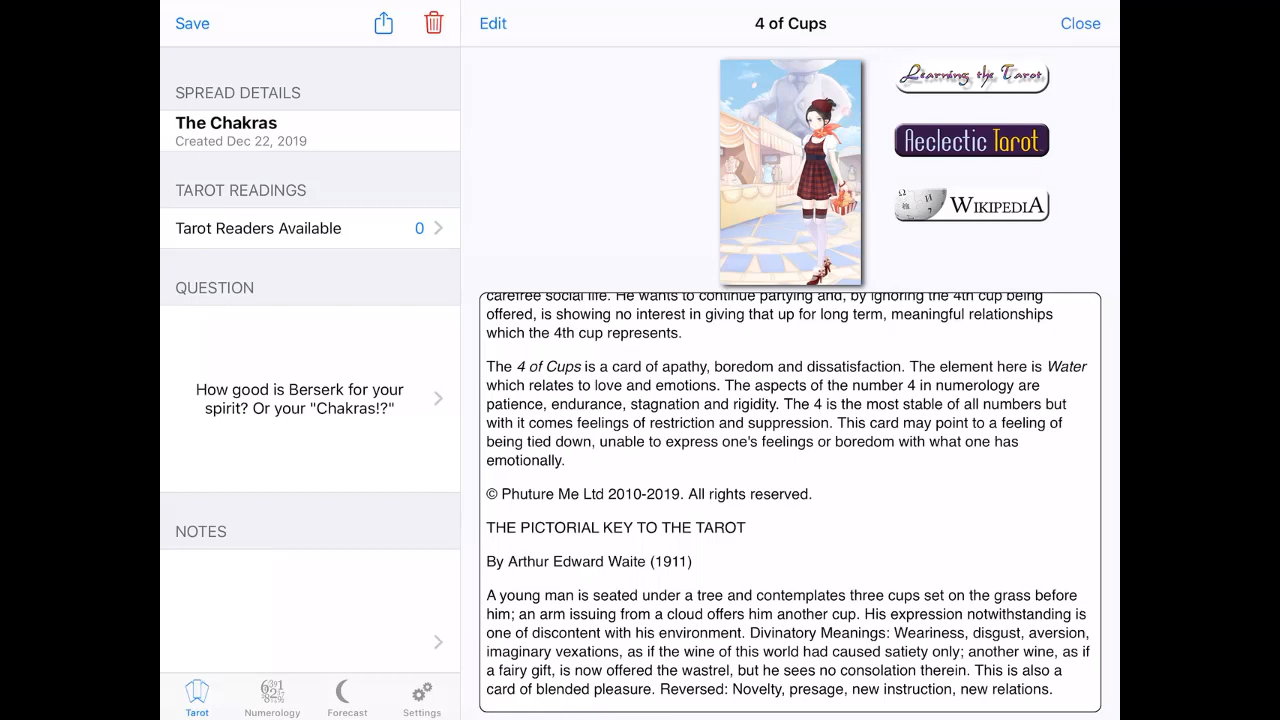 Save
SPREAD DETAILS
The Chakras
Created Dec 22, 2019
TAROT READINGS
Tarot Readers Available 0
QUESTION
How good is Berserk for your
spirit? Or your "Chakras!?"
NOTES
Tarot
Numerology
Forecast
Settings
Edit
4 of Cups
Close
Learning the Tarot
Aeclectic Tarot
WIKIPEDIA
carefree social life. He wants to continue partying and, by ignoring the 4th cup being
offered, is showing no interest in giving that up for long term, meaningful relationships
which the 4th cup represents.
The 4 of Cups is a card of apathy, boredom and dissatisfaction. The element here is Water
which relates to love and emotions. The aspects of the number 4 in numerology are
patience, endurance, stagnation and rigidity. The 4 is the most stable of all numbers but
with it comes feelings of restriction and suppression. This card may point to a feeling of
being tied down, unable to express one's feelings or boredom with what one has
emotionally.
© Phuture Me Ltd 2010-2019. All rights reserved.
THE PICTORIAL KEY TO THE TAROT
By Arthur Edward Waite (1911)
A young man is seated under a tree and contemplates three cups set on the grass before
him; an arm issuing from a cloud offers him another cup. His expression notwithstanding is
one of discontent with his environment. Divinatory Meanings: Weariness, disgust, aversion,
imaginary vexations, as if the wine of this world had caused satiety only; another wine, as if
a fairy gift, is now offered the wastrel, but he sees no consolation therein. This is also a
card of blended pleasure. Reversed: Novelty, presage, new instruction, new relations.